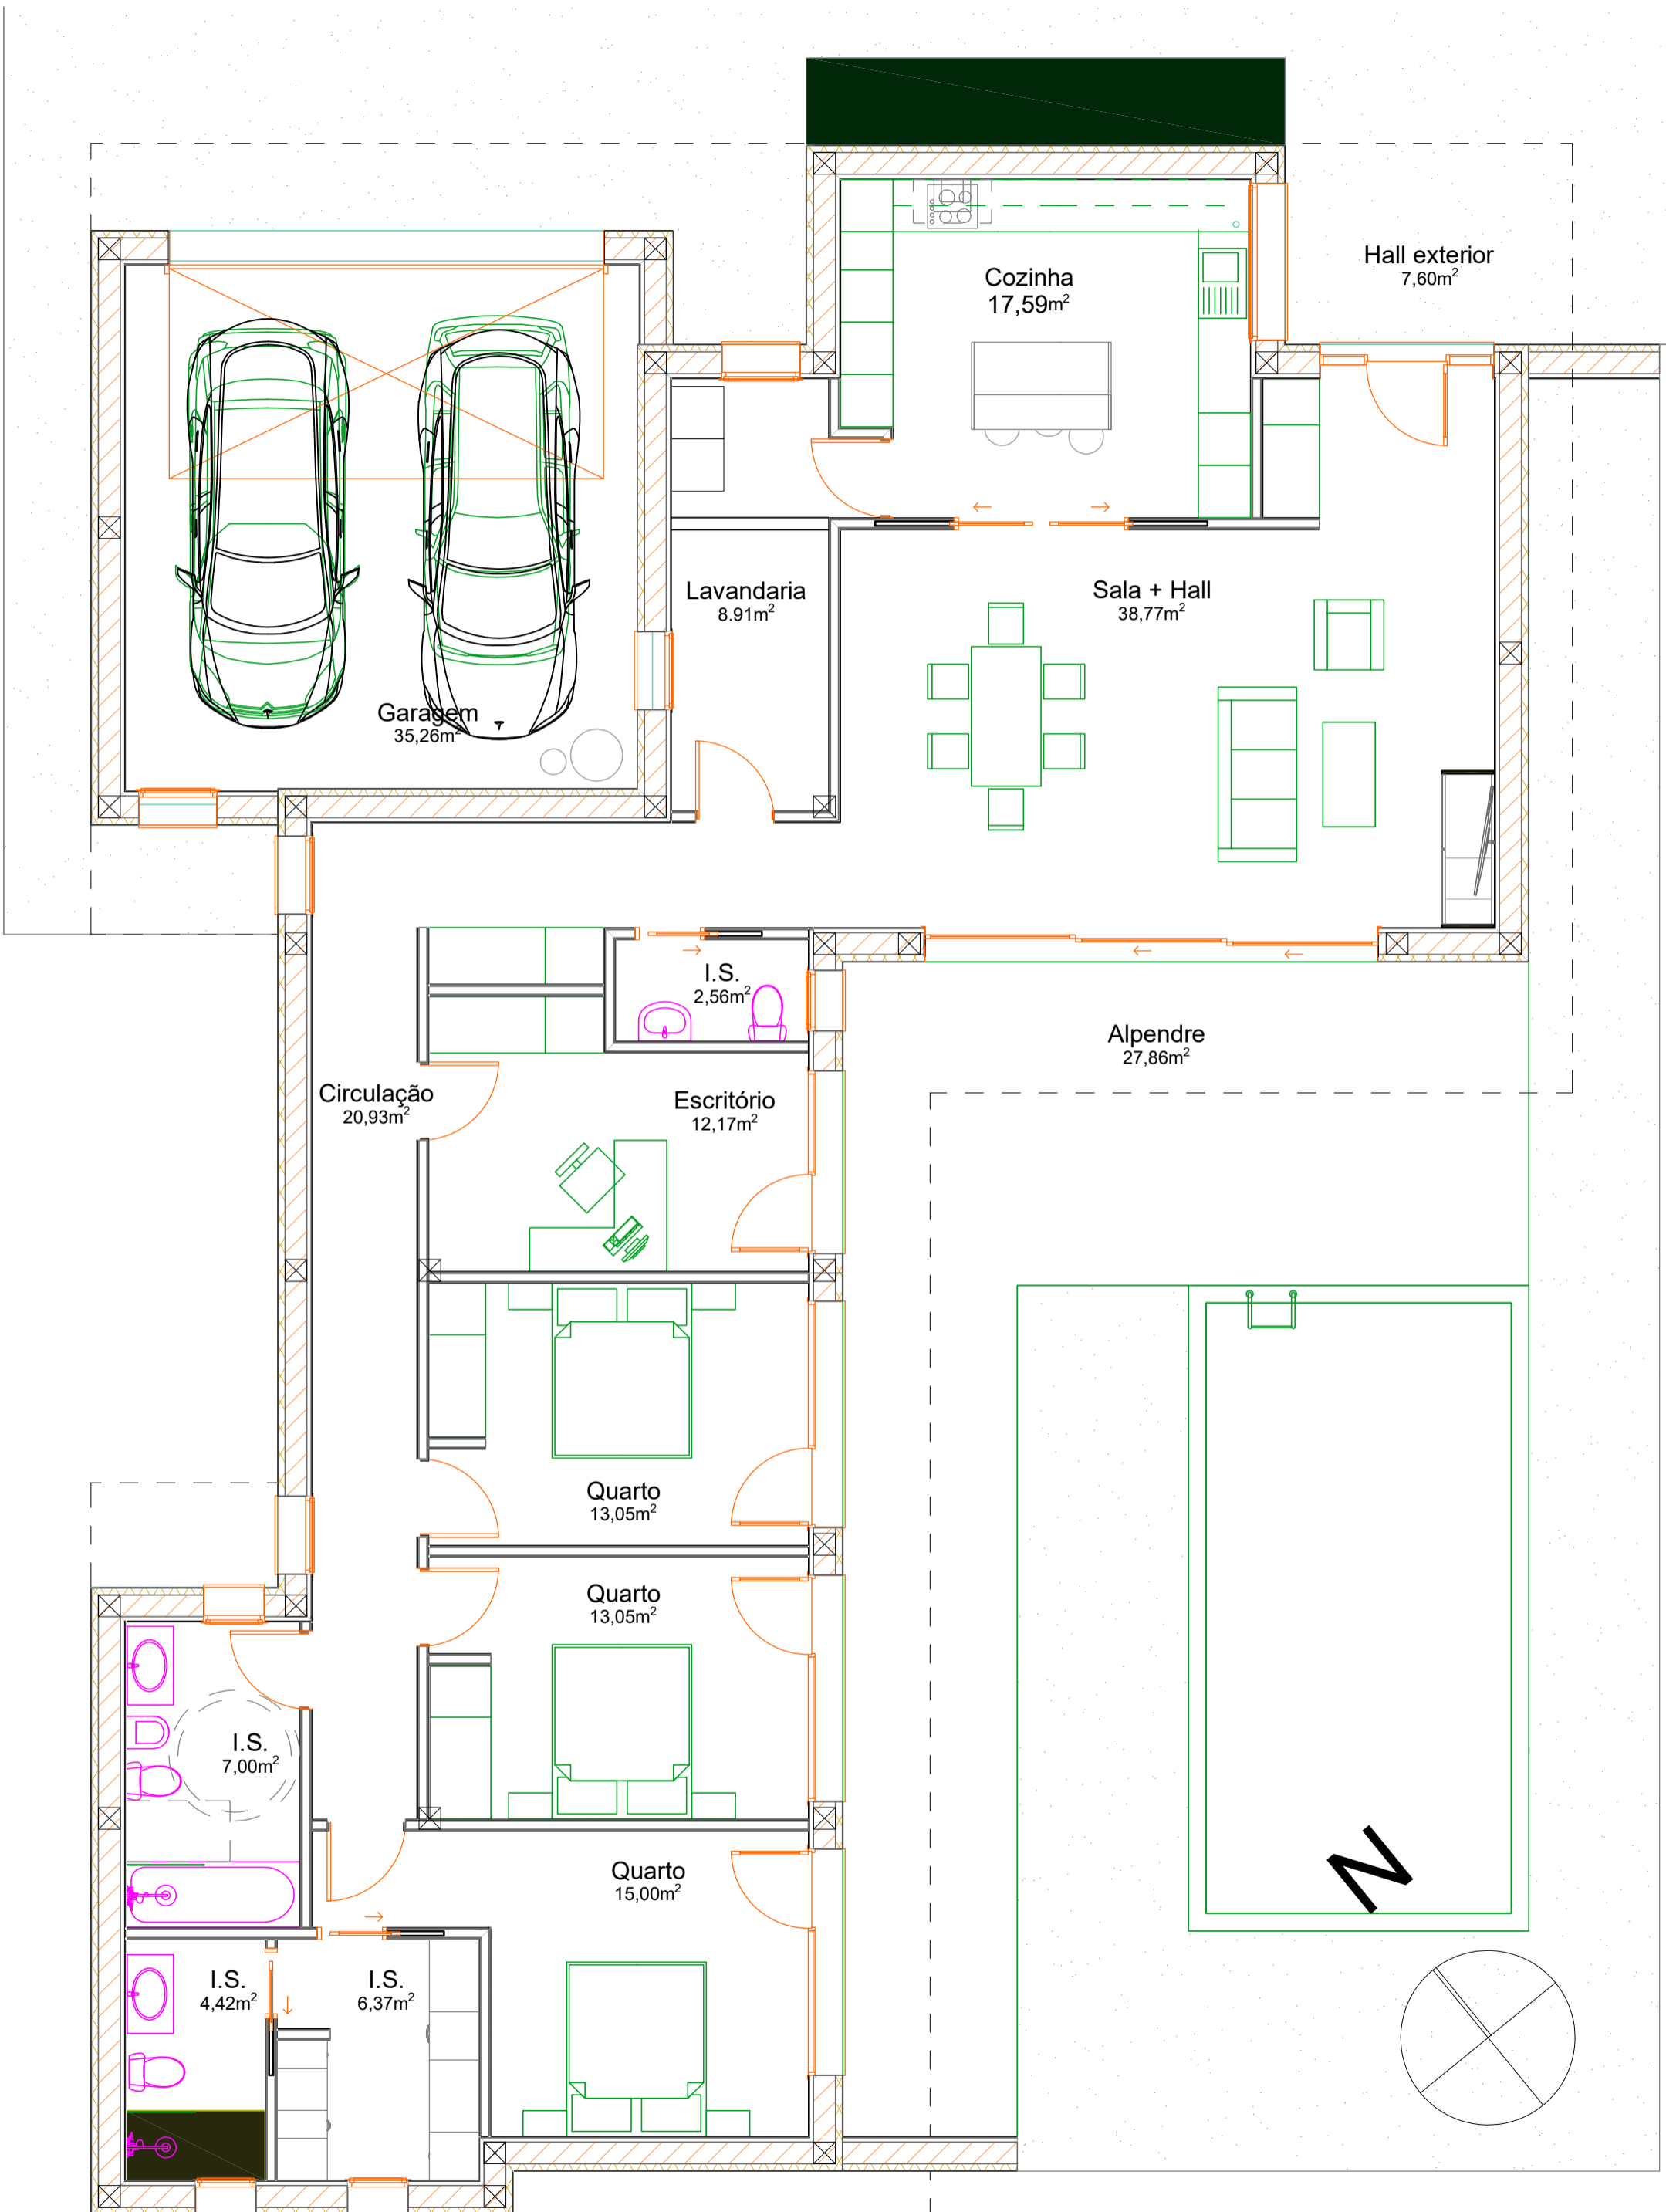 Hall exterior
7,60m²
Cozinha
17,59m²
Lavandaria
8.91m²
Sala + Hall
38,77m²
Garagem
35,26m²
I.S.
2,56m²
Alpendre
27,86m²
Circulação
20,93m²
Escritório
12,17m²
Quarto
13,05m²
Quarto
13,05m²
I.S.
7,00m²
Quarto
15,00m²
N
I.S.
4,42m²
I.S.
6,37m²